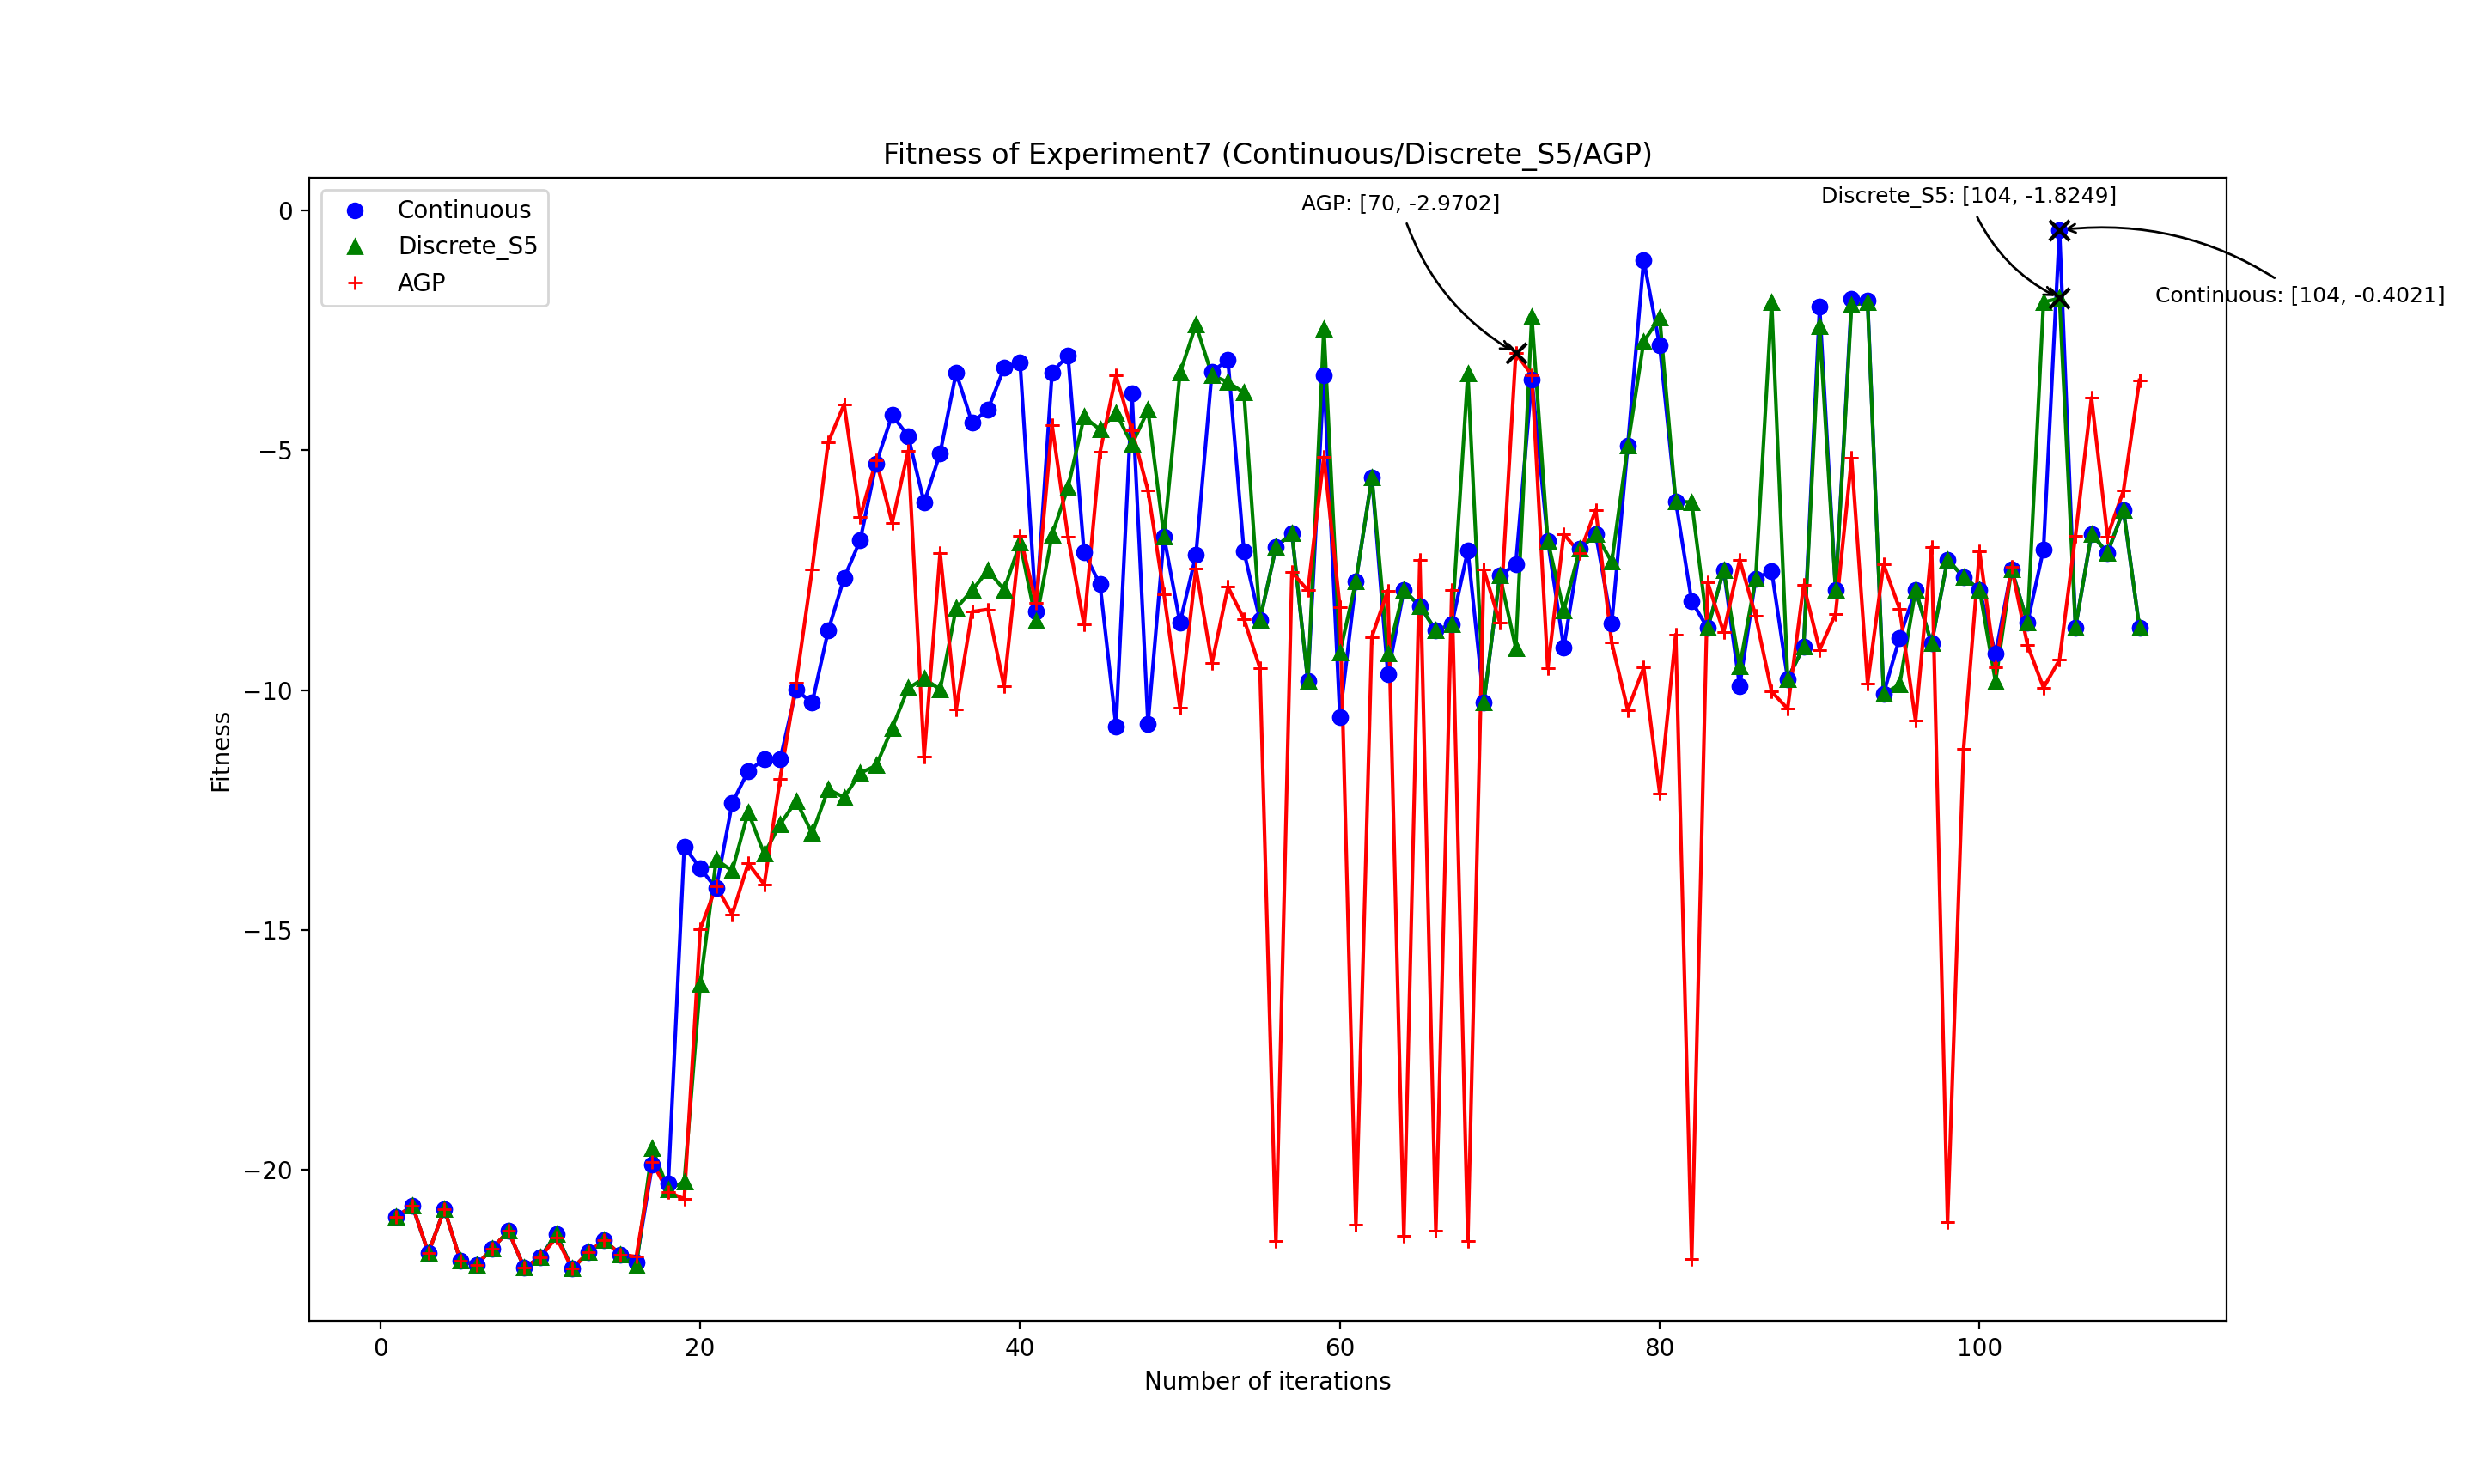 Fitness of Experiment7 (Continuous/Discrete_S5/AGP)
Continuous
Discrete_S5
AGP
AGP: [70, -2.9702]
Discrete_S5: [104, -1.8249]
Continuous: [104, -0.4021]
Fitness
0
−5
−10
−15
−20
0 20 40 60 80 100
Number of iterations